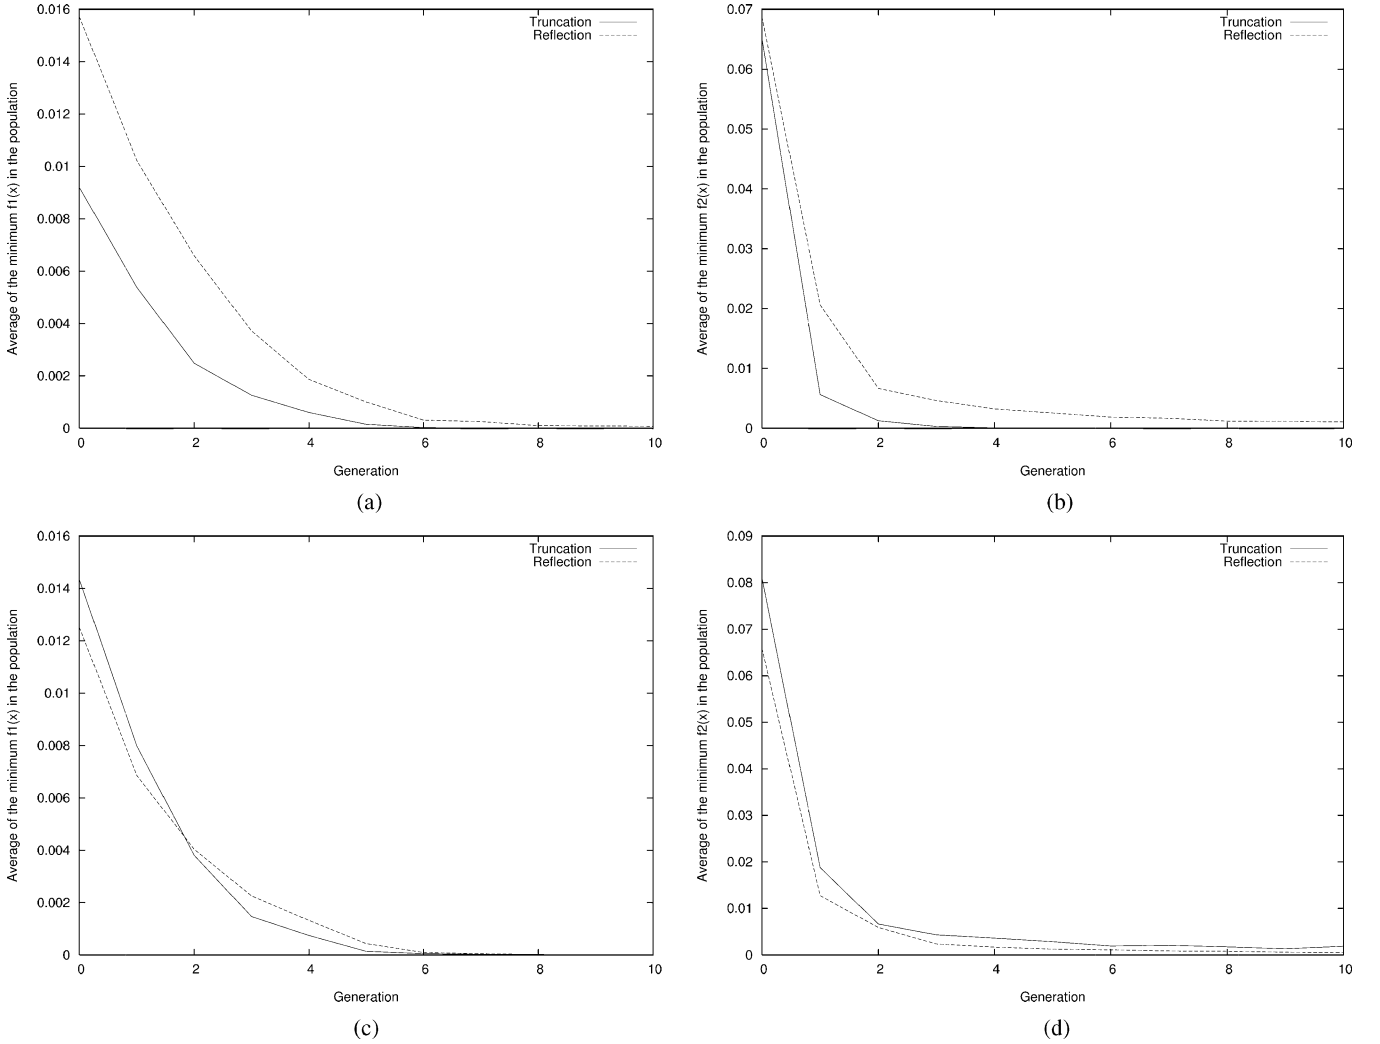 Average of the minimum f1(x) in the population
0.016
0.014
0.012
0.01
0.008
0.006
0.004
0.002
0
0 2 4 6 8 10
Generation
Truncation
Reflection
(a)
Average of the minimum f2(x) in the population
0.07
0.06
0.05
0.04
0.03
0.02
0.01
0
0 2 4 6 8 10
Generation
Truncation
Reflection
(b)
Average of the minimum f1(x) in the population
0.016
0.014
0.012
0.01
0.008
0.006
0.004
0.002
0
0 2 4 6 8 10
Generation
Truncation
Reflection
(c)
Average of the minimum f2(x) in the population
0.09
0.08
0.07
0.06
0.05
0.04
0.03
0.02
0.01
0
0 2 4 6 8 10
Generation
Truncation
Reflection
(d)